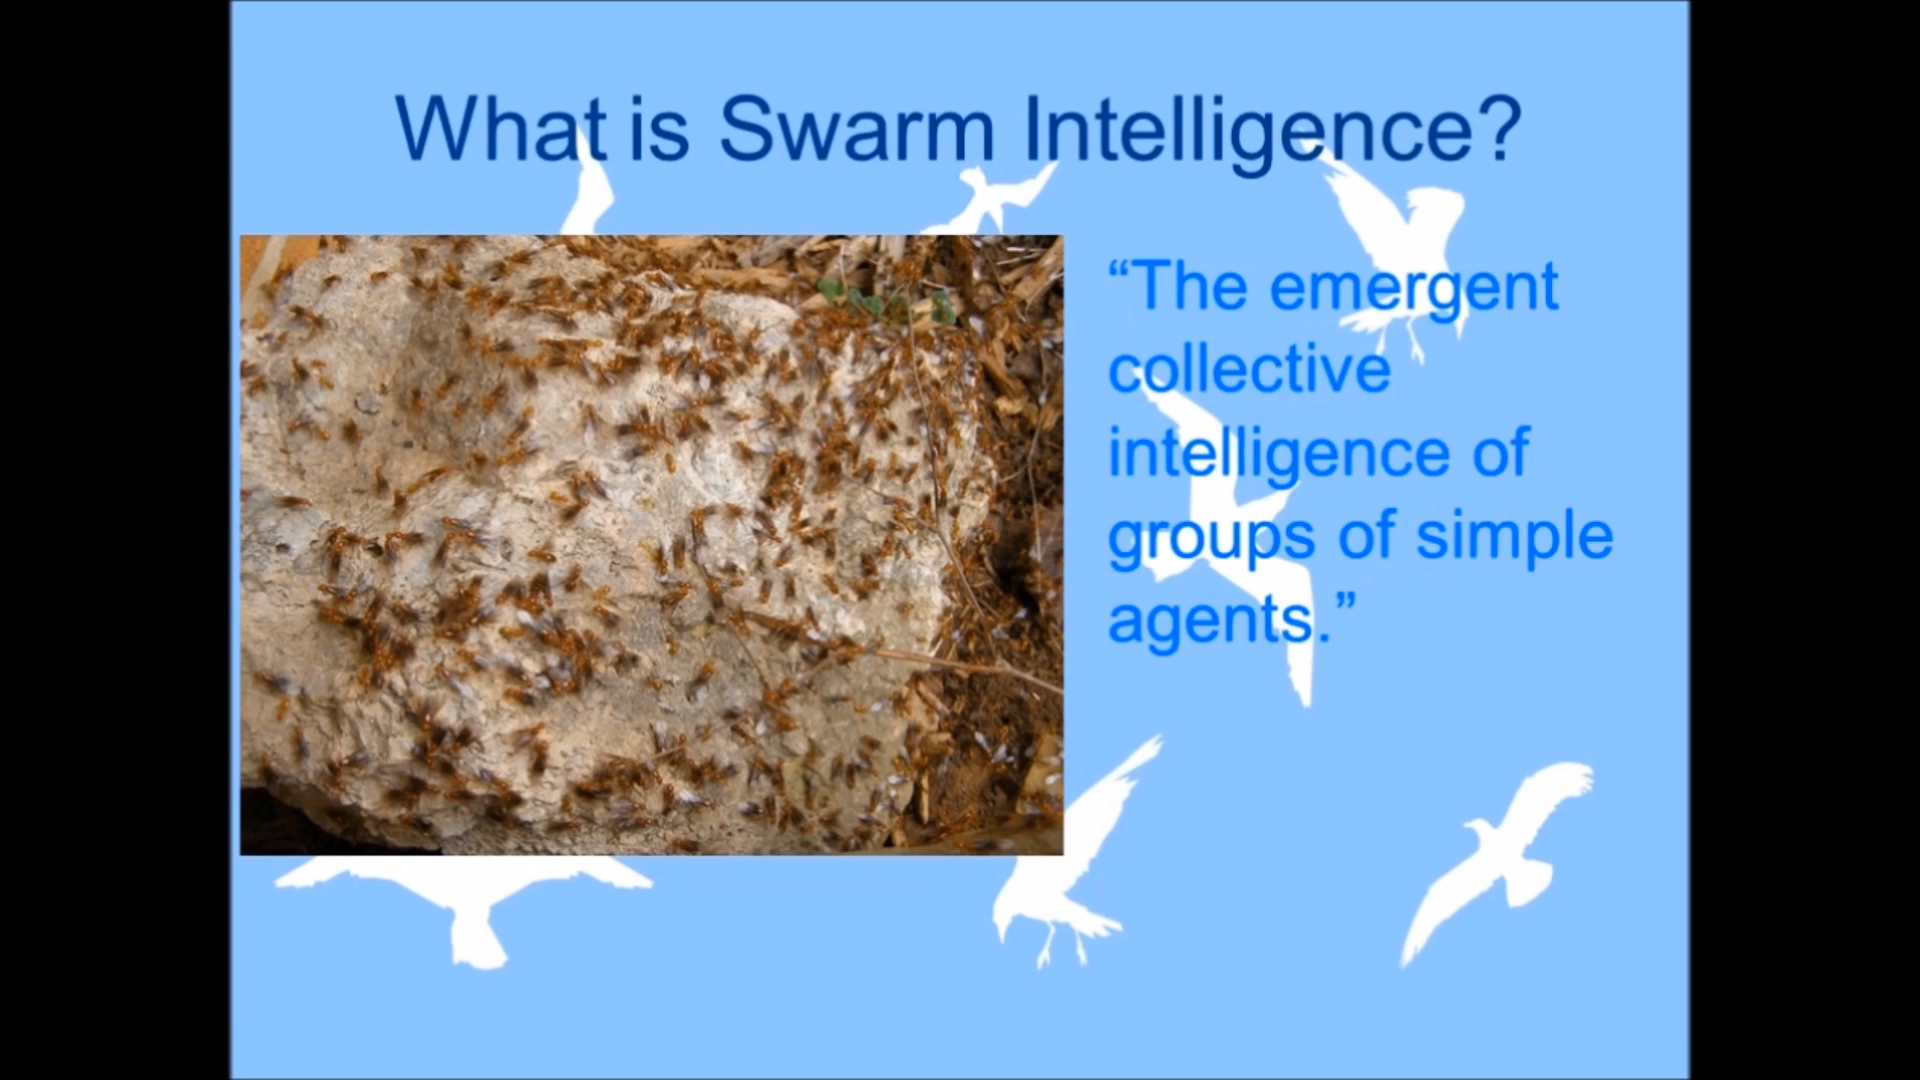 What is Swarm Intelligence?
“The emergent
collective
intelligence of
groups of simple
agents.”